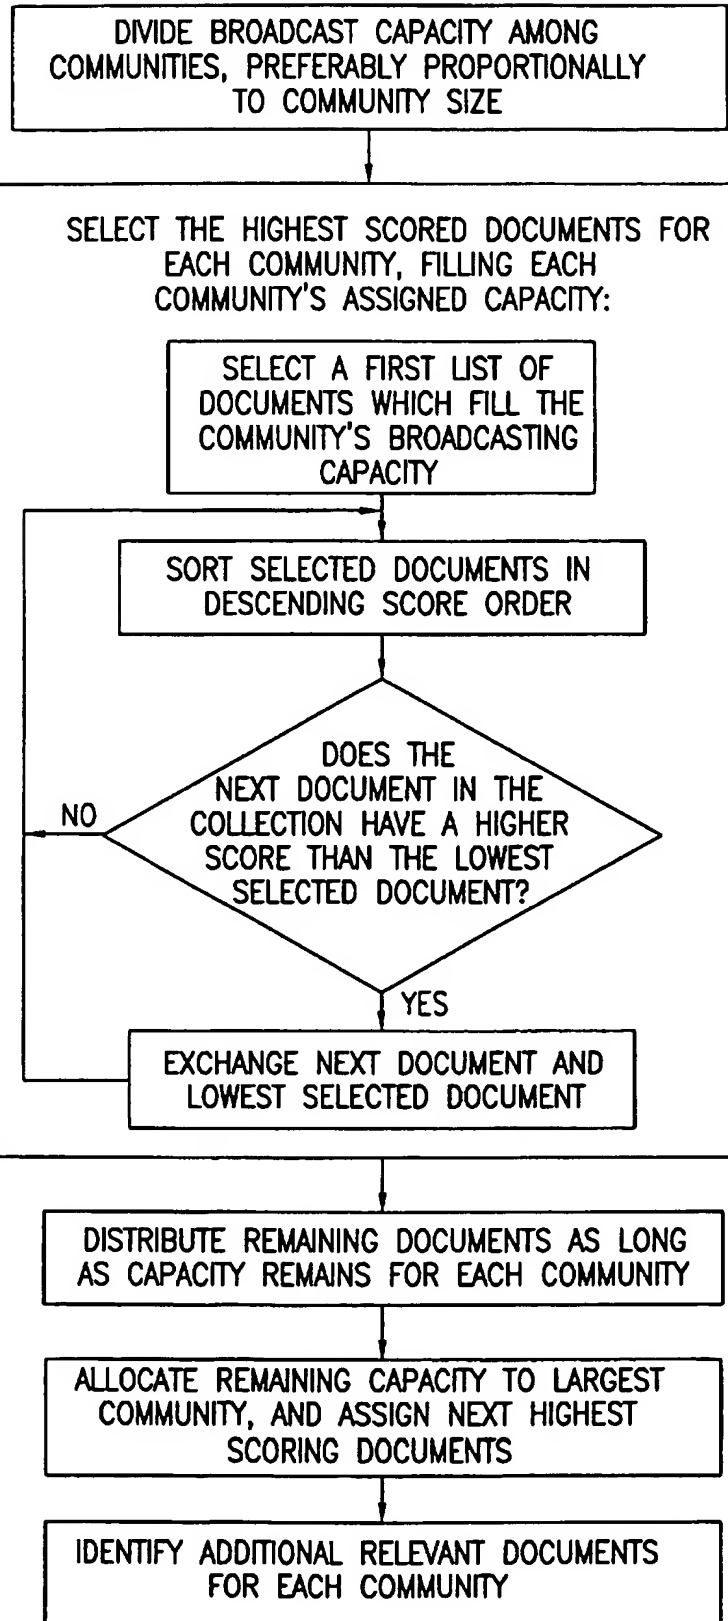 DIVIDE BROADCAST CAPACITY AMONG
COMMUNITIES, PREFERABLY PROPORTIONALLY
TO COMMUNITY SIZE
SELECT THE HIGHEST SCORED DOCUMENTS FOR
EACH COMMUNITY, FILLING EACH
COMMUNITY'S ASSIGNED CAPACITY:
SELECT A FIRST LIST OF
DOCUMENTS WHICH FILL THE
COMMUNITY'S BROADCASTING
CAPACITY
SORT SELECTED DOCUMENTS IN
DESCENDING SCORE ORDER
DOES THE
NEXT DOCUMENT IN THE
COLLECTION HAVE A HIGHER
SCORE THAN THE LOWEST
SELECTED DOCUMENT?
NO
YES
EXCHANGE NEXT DOCUMENT AND
LOWEST SELECTED DOCUMENT
DISTRIBUTE REMAINING DOCUMENTS AS LONG
AS CAPACITY REMAINS FOR EACH COMMUNITY
ALLOCATE REMAINING CAPACITY TO LARGEST
COMMUNITY, AND ASSIGN NEXT HIGHEST
SCORING DOCUMENTS
IDENTIFY ADDITIONAL RELEVANT DOCUMENTS
FOR EACH COMMUNITY